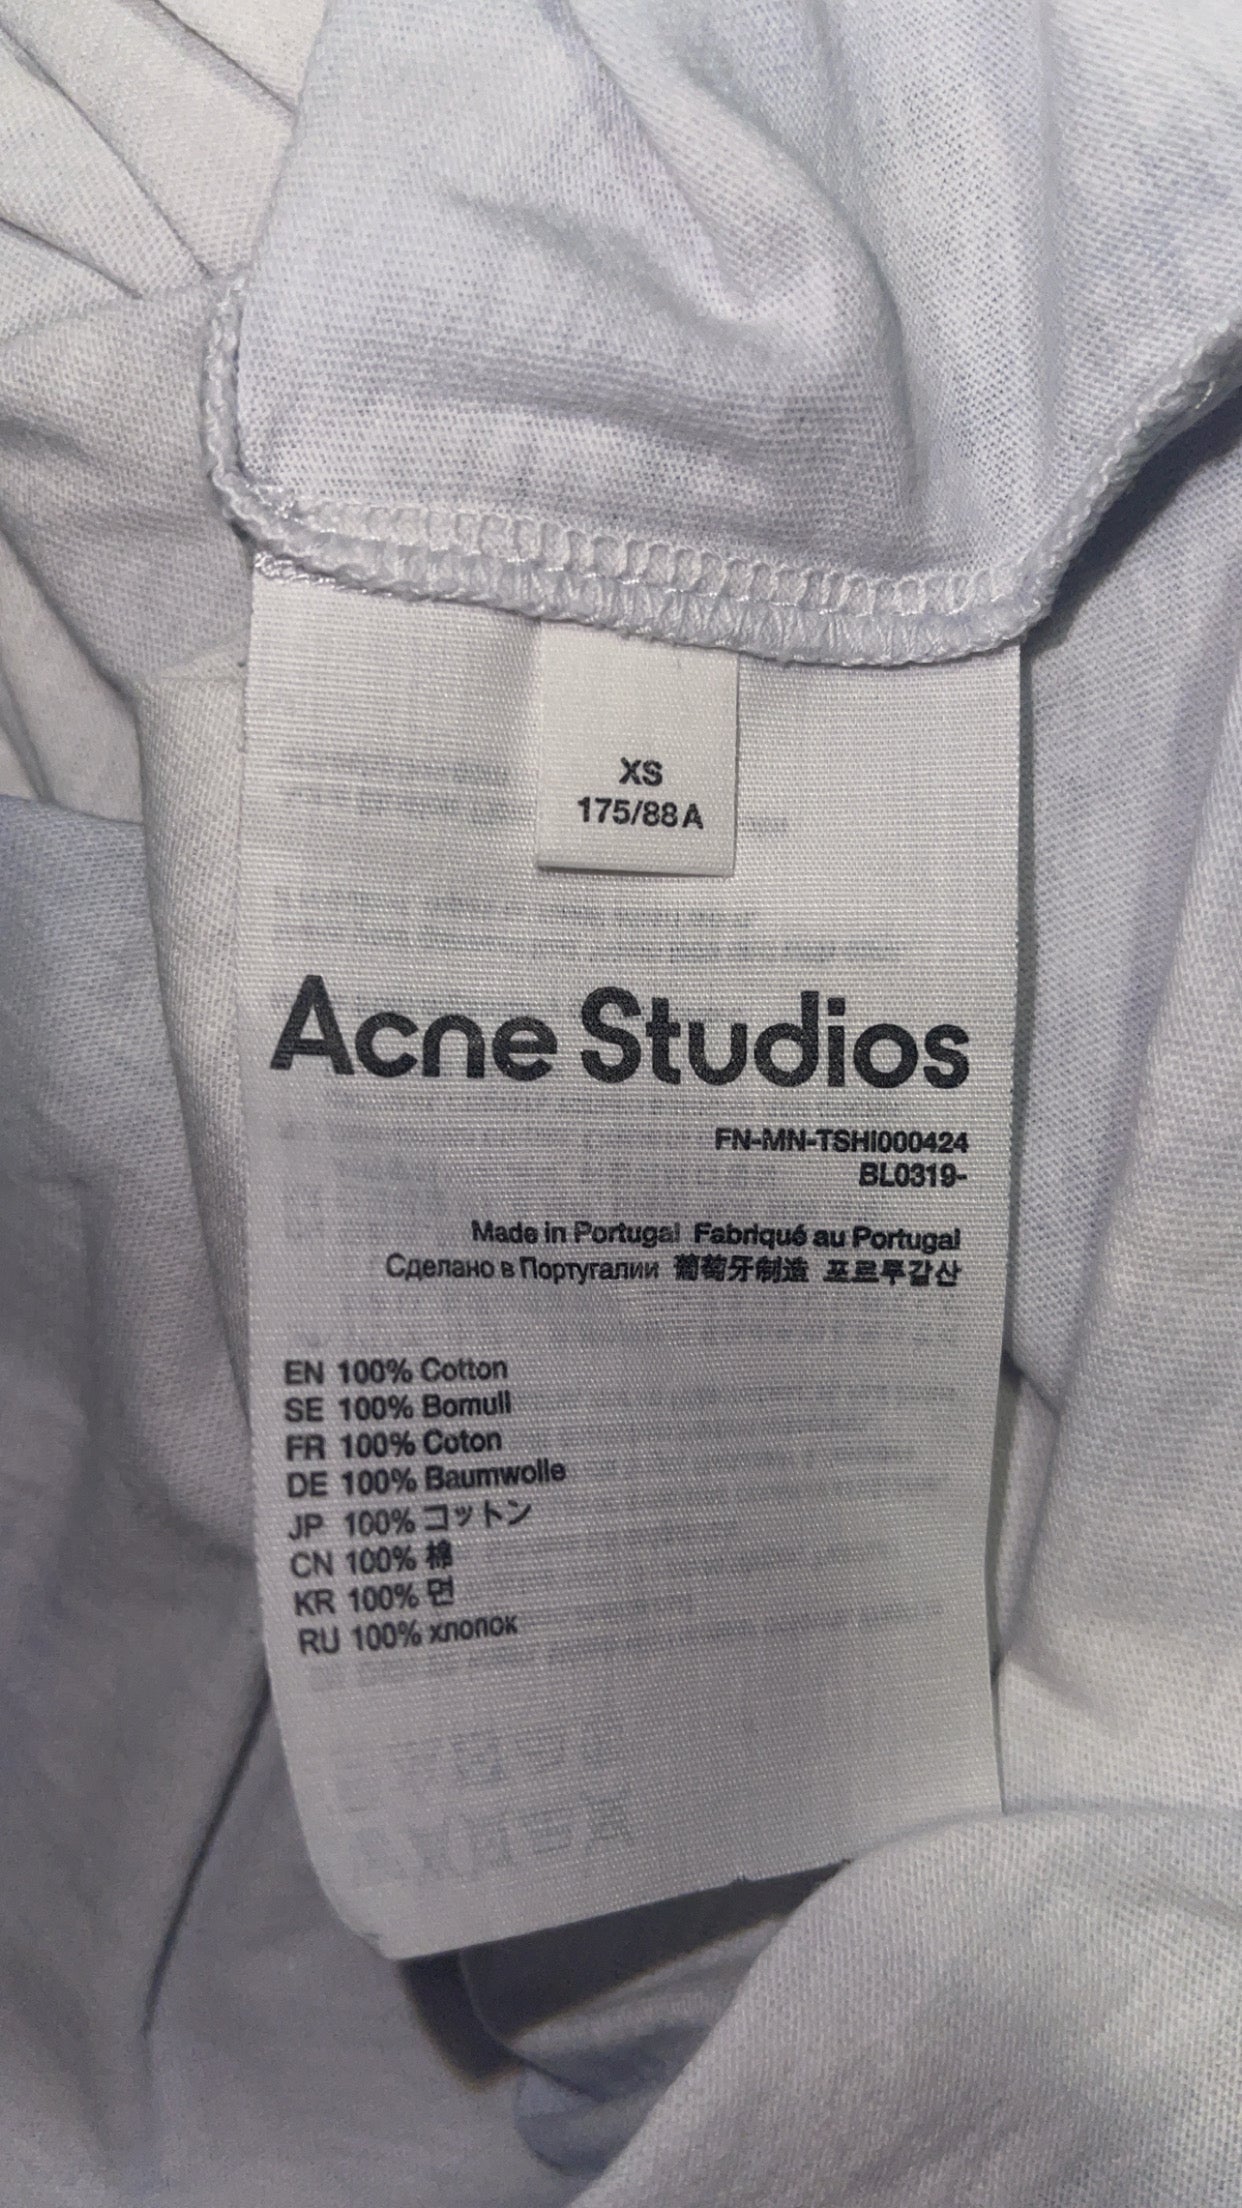 XS
175/88A
Acne Studios
FN-MN-TSHI000424
BL0319-
Made in Portugal Fabriqué au Portugal
Сделано в Португалии 葡萄牙制造 포르투갈산
EN 100% Cotton
SE 100% Bomull
FR 100% Coton
DE 100% Baumwolle
JP 100% コットン
CN 100% 棉
KR 100% 면
RU 100% хлопок